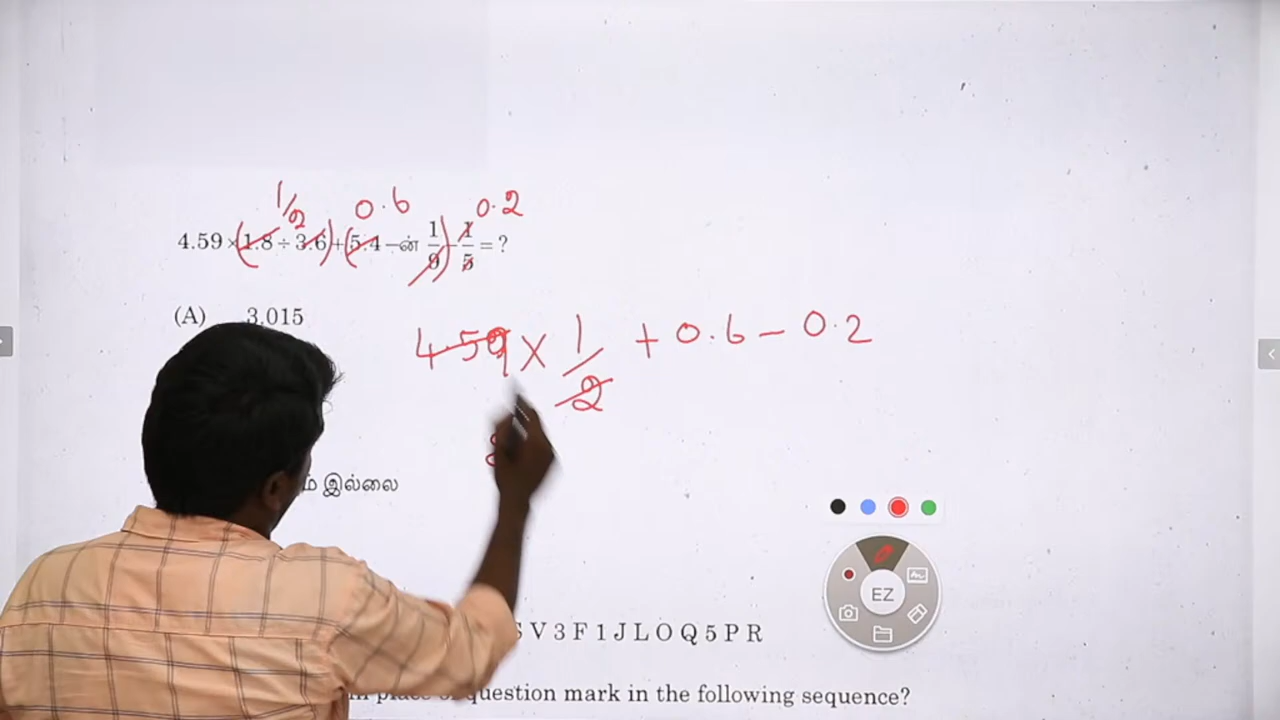 1/2 0.6 0.2
4.59 × (1.8 ÷ 3.6) + (5.4 –ன் 1/9) – 1/5 = ?
(A) 3.015
4.59 × 1/2 + 0.6 – 0.2
இல்லை
EZ
V 3 F 1 J L O Q 5 P R
question mark in the following sequence?